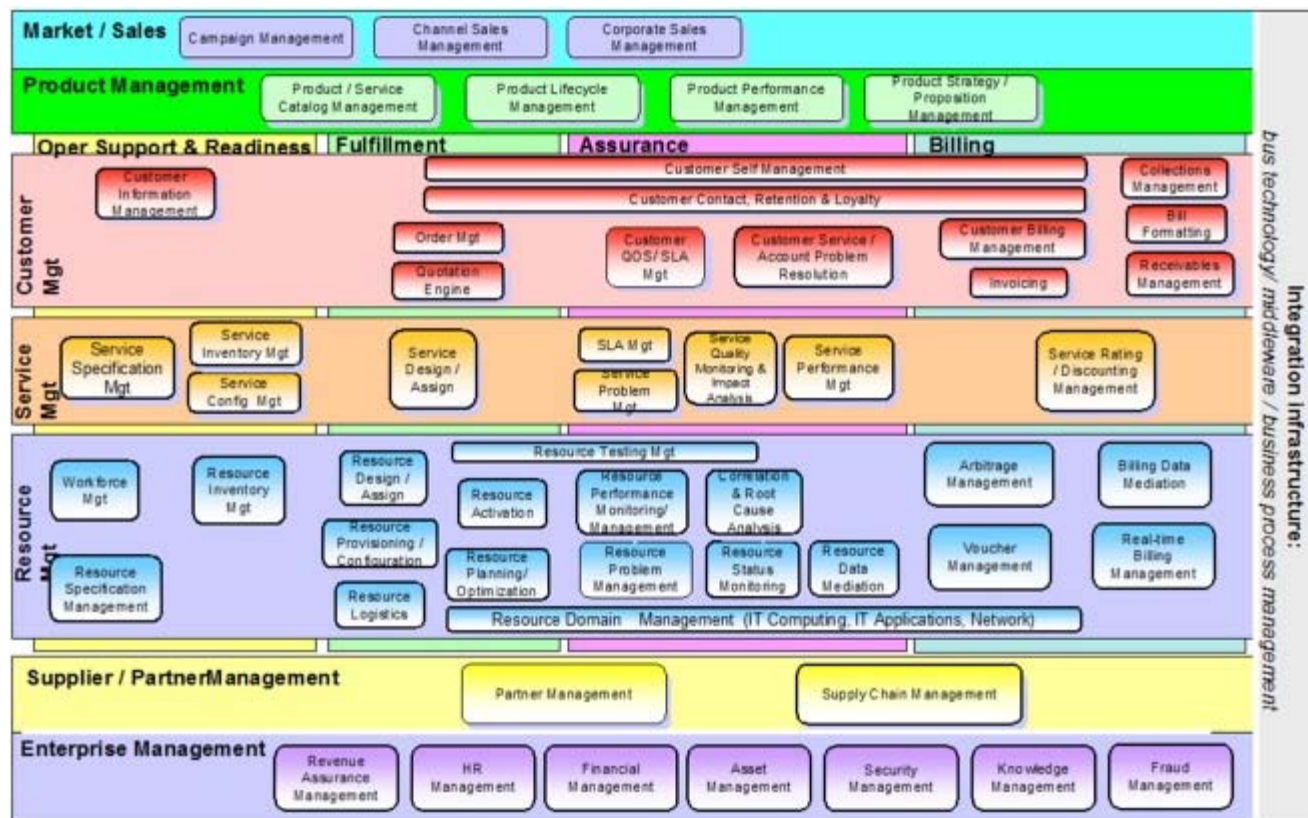 Market / Sales
Campaign Management
Channel Sales
Management
Corporate Sales
Management
Product Management
Product / Service
Catalog Management
Product Lifecycle
Management
Product Performance
Management
Product Strategy /
Proposition
Management
Oper Support & Readiness
Fulfillment
Assurance
Billing
Customer
Mgt
Customer
Information
Management
Customer Self Management
Customer Contact, Retention & Loyalty
Order Mgt
Quotation
Engine
Customer
QOS/ SLA
Mgt
Customer Service /
Account Problem
Resolution
Customer Billing
Management
Invoicing
Collections
Management
Bill
Formatting
Receivables
Management
Service
Mgt
Service
Specification
Mgt
Service
Inventory Mgt
Service
Config Mgt
Service
Design /
Assign
SLA Mgt
Service
Problem
Mgt
Service
Quality
Monitoring &
Impact
Analysis
Service
Performance
Mgt
Service Rating
/ Discounting
Management
Resource
Mgt
Workforce
Mgt
Resource
Inventory
Mgt
Resource
Specification
Management
Resource
Design /
Assign
Resource
Provisioning /
Configuration
Resource
Logistics
Resource Testing Mgt
Resource
Activation
Resource
Planning/
Optimization
Resource
Performance
Monitoring/
Management
Correlation
& Root
Cause
Analysis
Resource
Problem
Management
Resource
Status
Monitoring
Resource
Data
Mediation
Resource Domain Management (IT Computing, IT Applications, Network)
Arbitrage
Management
Billing Data
Mediation
Voucher
Management
Real-time
Billing
Management
Supplier / PartnerManagement
Partner Management
Supply Chain Management
Enterprise Management
Revenue
Assurance
Management
HR
Management
Financial
Management
Asset
Management
Security
Management
Knowledge
Management
Fraud
Management
Integration infrastructure:
bus technology/ middleware / business process management